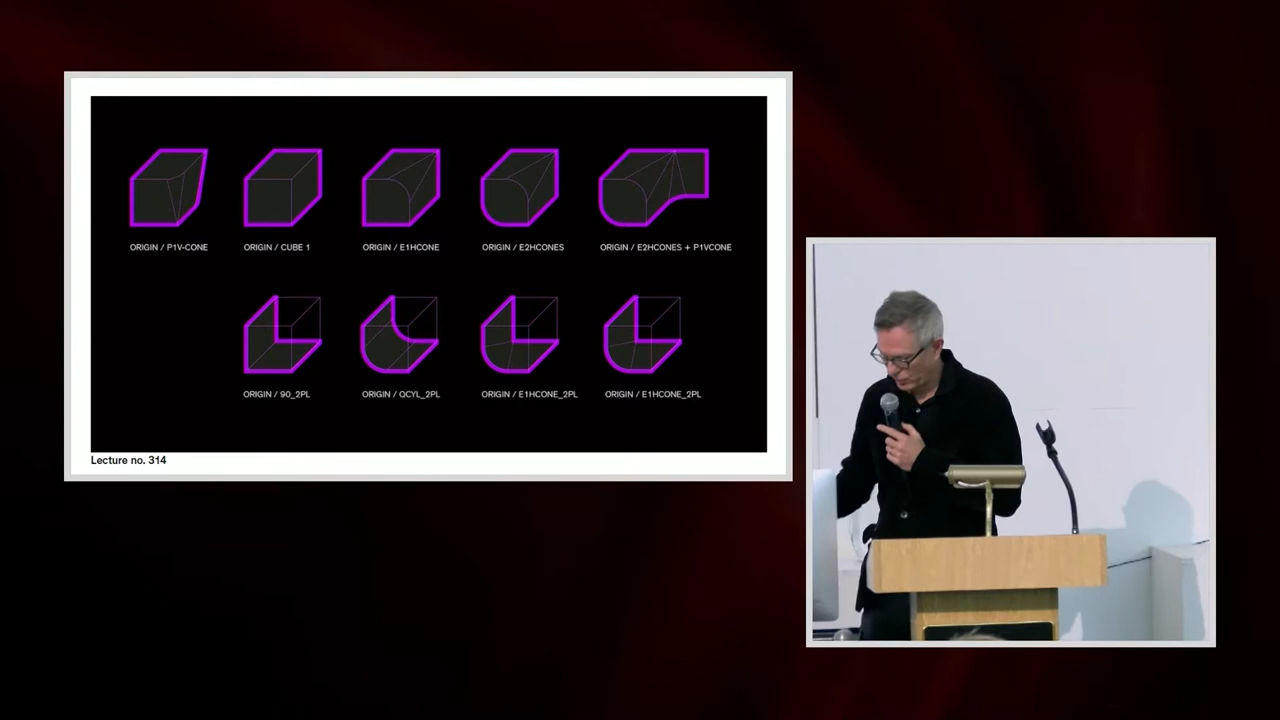 ORIGIN / P1V-CONE
ORIGIN / CUBE 1
ORIGIN / E1HCONE
ORIGIN / E2HCONES
ORIGIN / E2HCONES + P1VCONE
ORIGIN / 90_2PL
ORIGIN / QCYL_2PL
ORIGIN / E1HCONE_2PL
ORIGIN / E1HCONE_2PL
Lecture no. 314